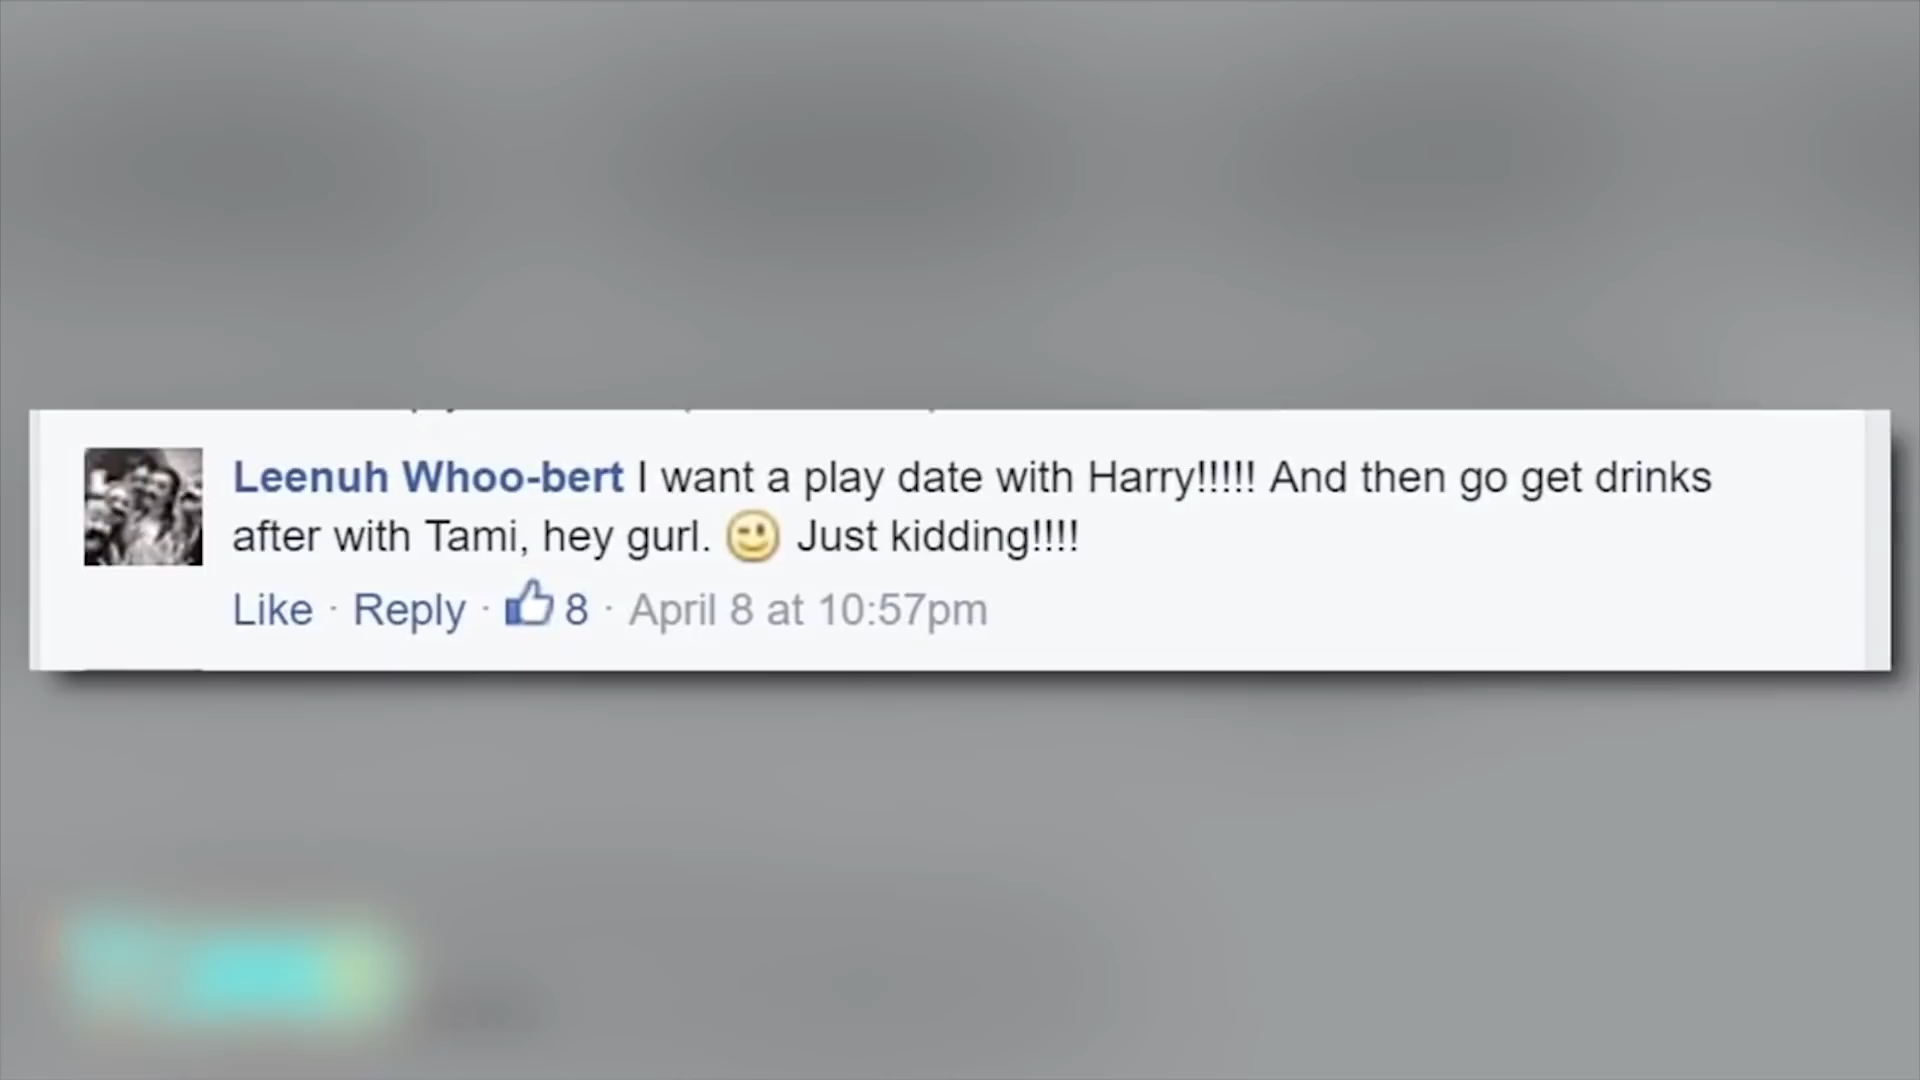 Leenuh Whoo-bert I want a play date with Harry!!!!! And then go get drinks
after with Tami, hey gurl. 😉 Just kidding!!!!
Like · Reply · 8 · April 8 at 10:57pm